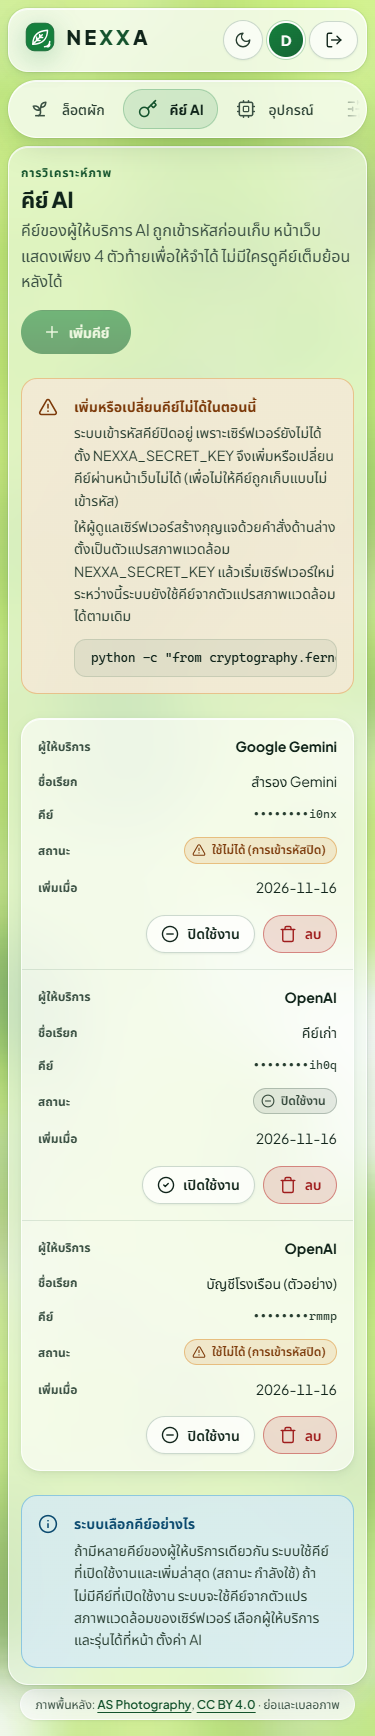 NEXXA
D
ล็อตผัก
คีย์ AI
อุปกรณ์
การวิเคราะห์ภาพ
คีย์ AI
คีย์ของผู้ให้บริการ AI ถูกเข้ารหัสก่อนเก็บ หน้าเว็บ
แสดงเพียง 4 ตัวท้ายเพื่อให้จำได้ ไม่มีใครดูคีย์เต็มย้อน
หลังได้
เพิ่มคีย์
เพิ่มหรือเปลี่ยนคีย์ไม่ได้ในตอนนี้
ระบบเข้ารหัสคีย์ปิดอยู่ เพราะเซิร์ฟเวอร์ยังไม่ได้
ตั้ง NEXXA_SECRET_KEY จึงเพิ่มหรือเปลี่ยน
คีย์ผ่านหน้าเว็บไม่ได้ (เพื่อไม่ให้คีย์ถูกเก็บแบบไม่
เข้ารหัส)
ให้ผู้ดูแลเซิร์ฟเวอร์สร้างกุญแจด้วยคำสั่งด้านล่าง
ตั้งเป็นตัวแปรสภาพแวดล้อม
NEXXA_SECRET_KEY แล้วเริ่มเซิร์ฟเวอร์ใหม่
ระหว่างนี้ระบบยังใช้คีย์จากตัวแปรสภาพแวดล้อม
ได้ตามเดิม
python -c "from cryptography.fern
ผู้ให้บริการ Google Gemini
ชื่อเรียก สำรอง Gemini
คีย์ ••••••••i0nx
สถานะ ใช้ไม่ได้ (การเข้ารหัสปิด)
เพิ่มเมื่อ 2026-11-16
ปิดใช้งาน ลบ
ผู้ให้บริการ OpenAI
ชื่อเรียก คีย์เก่า
คีย์ ••••••••ih0q
สถานะ ปิดใช้งาน
เพิ่มเมื่อ 2026-11-16
เปิดใช้งาน ลบ
ผู้ให้บริการ OpenAI
ชื่อเรียก บัญชีโรงเรือน (ตัวอย่าง)
คีย์ ••••••••rmmp
สถานะ ใช้ไม่ได้ (การเข้ารหัสปิด)
เพิ่มเมื่อ 2026-11-16
ปิดใช้งาน ลบ
ระบบเลือกคีย์อย่างไร
ถ้ามีหลายคีย์ของผู้ให้บริการเดียวกัน ระบบใช้คีย์
ที่เปิดใช้งานและเพิ่มล่าสุด (สถานะ กำลังใช้) ถ้า
ไม่มีคีย์ที่เปิดใช้งาน ระบบจะใช้คีย์จากตัวแปร
สภาพแวดล้อมของเซิร์ฟเวอร์ เลือกผู้ให้บริการ
และรุ่นได้ที่หน้า ตั้งค่า AI
ภาพพื้นหลัง: AS Photography, CC BY 4.0 · ย่อและเบลอภาพ